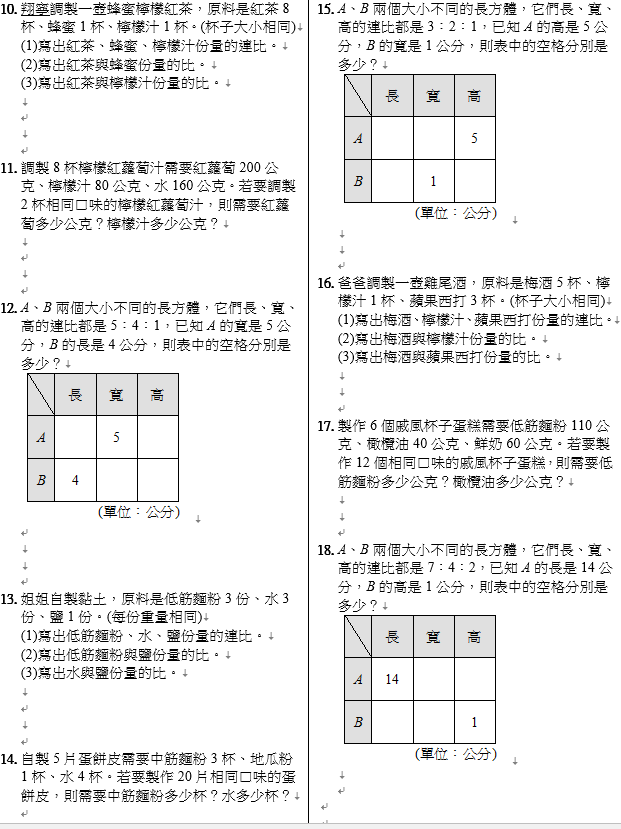 10. 翔寧調製一壺蜂蜜檸檬紅茶，原料是紅茶 8
杯、蜂蜜 1 杯、檸檬汁 1 杯。(杯子大小相同)
(1)寫出紅茶、蜂蜜、檸檬汁份量的連比。
(2)寫出紅茶與蜂蜜份量的比。
(3)寫出紅茶與檸檬汁份量的比。
11. 調製 8 杯檸檬紅蘿蔔汁需要紅蘿蔔 200 公
克、檸檬汁 80 公克、水 160 公克。若要調製
2 杯相同口味的檸檬紅蘿蔔汁，則需要紅蘿
蔔多少公克？檸檬汁多少公克？
12. A、B 兩個大小不同的長方體，它們長、寬、
高的連比都是 5：4：1，已知 A 的寬是 5 公
分，B 的長是 4 公分，則表中的空格分別是
多少？
長 寬 高
A 5
B 4
(單位：公分)
13. 姐姐自製黏土，原料是低筋麵粉 3 份、水 3
份、鹽 1 份。(每份重量相同)
(1)寫出低筋麵粉、水、鹽份量的連比。
(2)寫出低筋麵粉與鹽份量的比。
(3)寫出水與鹽份量的比。
14. 自製 5 片蛋餅皮需要中筋麵粉 3 杯、地瓜粉
1 杯、水 4 杯。若要製作 20 片相同口味的蛋
餅皮，則需要中筋麵粉多少杯？水多少杯？
15. A、B 兩個大小不同的長方體，它們長、寬、
高的連比都是 3：2：1，已知 A 的高是 5 公
分，B 的寬是 1 公分，則表中的空格分別是
多少？
長 寬 高
A 5
B 1
(單位：公分)
16. 爸爸調製一壺雞尾酒，原料是梅酒 5 杯、檸
檬汁 1 杯、蘋果西打 3 杯。(杯子大小相同)
(1)寫出梅酒、檸檬汁、蘋果西打份量的連比。
(2)寫出梅酒與檸檬汁份量的比。
(3)寫出梅酒與蘋果西打份量的比。
17. 製作 6 個戚風杯子蛋糕需要低筋麵粉 110 公
克、橄欖油 40 公克、鮮奶 60 公克。若要製
作 12 個相同口味的戚風杯子蛋糕，則需要低
筋麵粉多少公克？橄欖油多少公克？
18. A、B 兩個大小不同的長方體，它們長、寬、
高的連比都是 7：4：2，已知 A 的長是 14 公
分，B 的高是 1 公分，則表中的空格分別是
多少？
長 寬 高
A 14
B 1
(單位：公分)